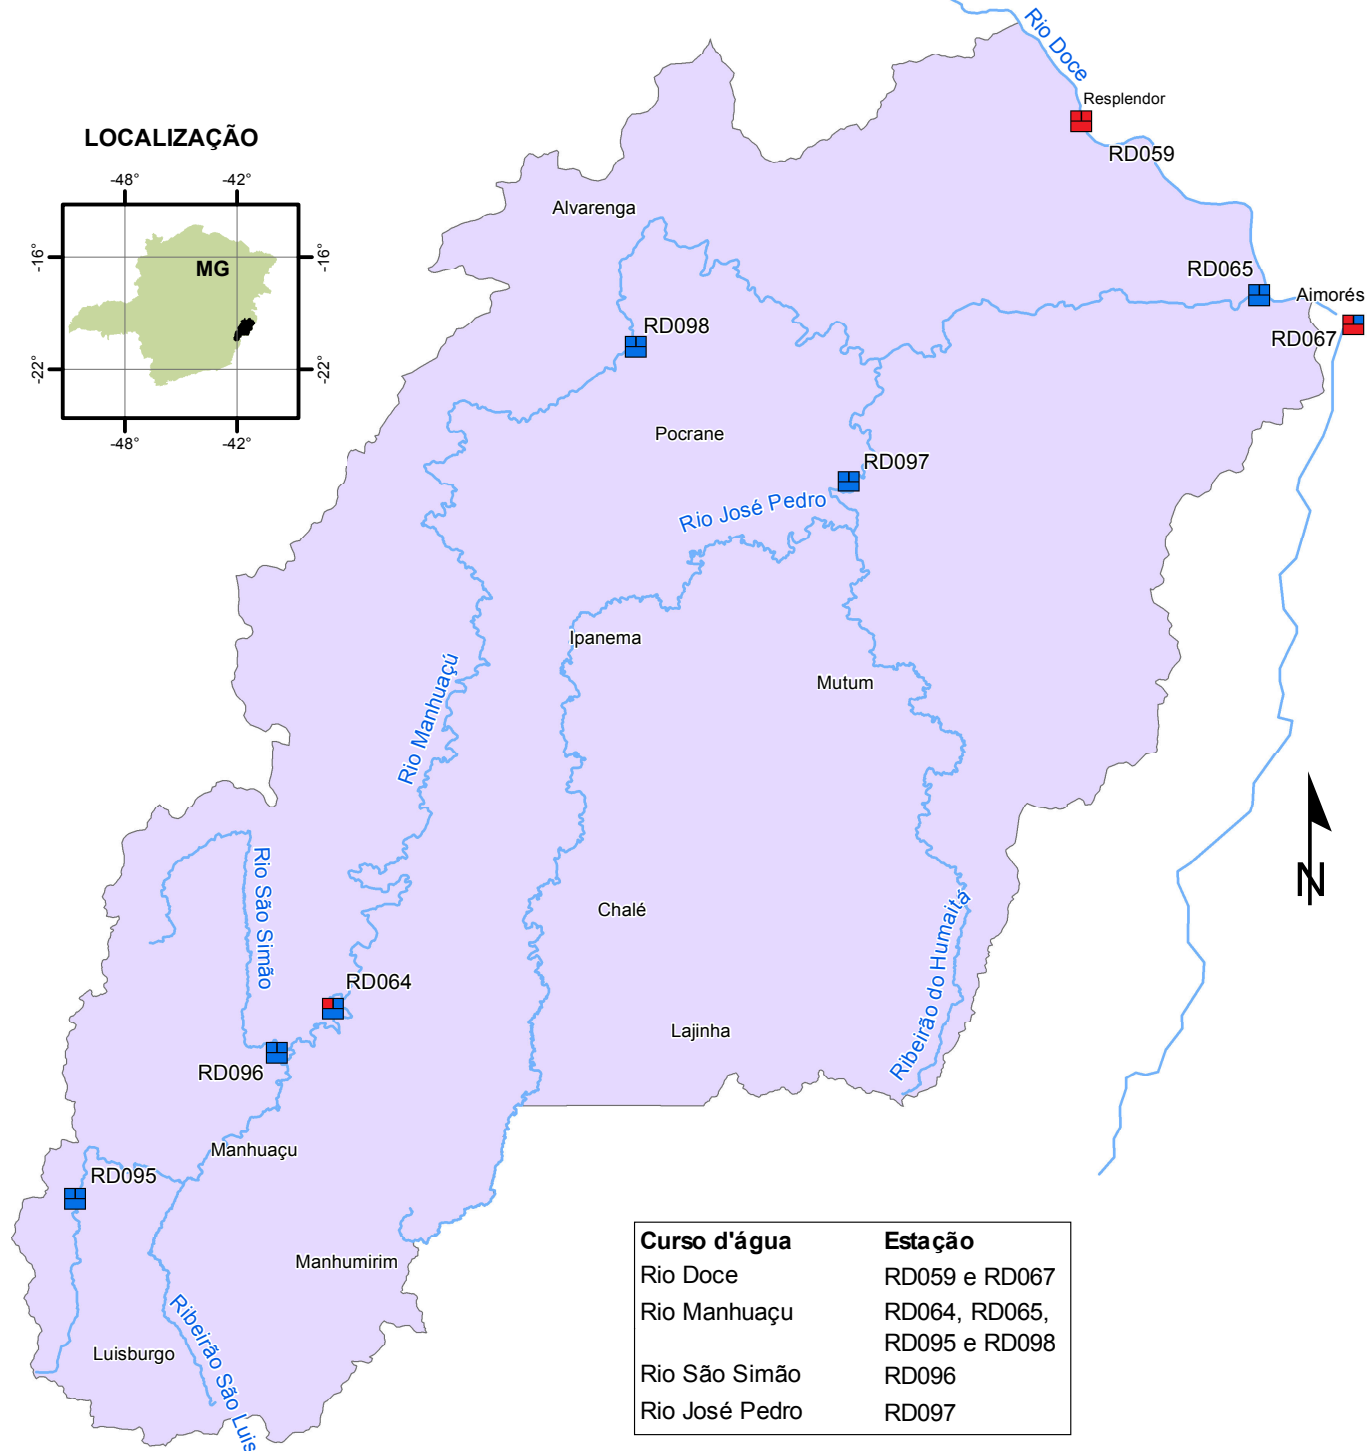 Rio Doce
Resplendor
RD059
LOCALIZAÇÃO
-48°
-42°
-16°
-16°
MG
-22°
-22°
-48°
-42°
Alvarenga
RD065
Aimorés
RD067
RD098
Pocrane
RD097
Rio José Pedro
Ipanema
Mutum
Rio Manhuaçú
Rio São Simão
Chalé
Ribeirão do Humaitá
RD064
Lajinha
RD096
Manhuaçu
RD095
Manhumirim
Luisburgo
Ribeirão São Luis
N
Curso d'água Estação
Rio Doce RD059 e RD067
Rio Manhuaçu RD064, RD065,
RD095 e RD098
Rio São Simão RD096
Rio José Pedro RD097